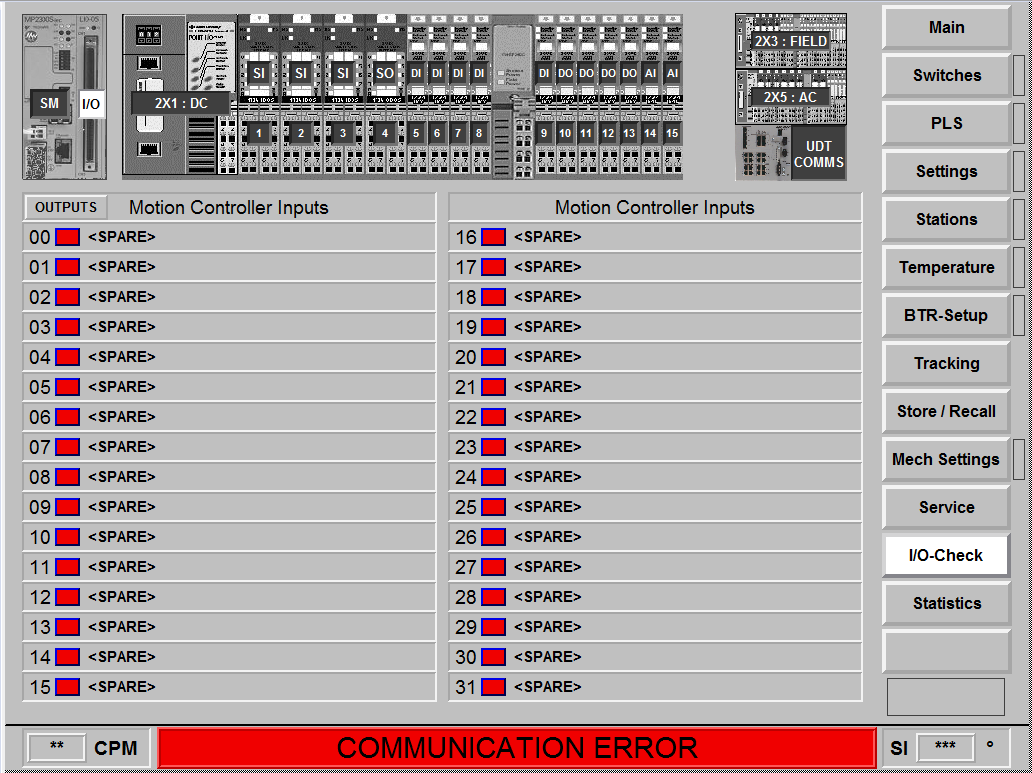 MP2300Siec LIO-05
SM
I/O
2X1 : DC
POINT I/O
SI SI SI SO DI DI DI DI
DI DO DO DO DO AI AI
1 2 3 4 5 6 7 8
9 10 11 12 13 14 15
2X3 : FIELD
2X5 : AC
UDT
COMMS
OUTPUTS Motion Controller Inputs
00 <SPARE>
01 <SPARE>
02 <SPARE>
03 <SPARE>
04 <SPARE>
05 <SPARE>
06 <SPARE>
07 <SPARE>
08 <SPARE>
09 <SPARE>
10 <SPARE>
11 <SPARE>
12 <SPARE>
13 <SPARE>
14 <SPARE>
15 <SPARE>
Motion Controller Inputs
16 <SPARE>
17 <SPARE>
18 <SPARE>
19 <SPARE>
20 <SPARE>
21 <SPARE>
22 <SPARE>
23 <SPARE>
24 <SPARE>
25 <SPARE>
26 <SPARE>
27 <SPARE>
28 <SPARE>
29 <SPARE>
30 <SPARE>
31 <SPARE>
Main
Switches
PLS
Settings
Stations
Temperature
BTR-Setup
Tracking
Store / Recall
Mech Settings
Service
I/O-Check
Statistics
** CPM
COMMUNICATION ERROR
SI *** °